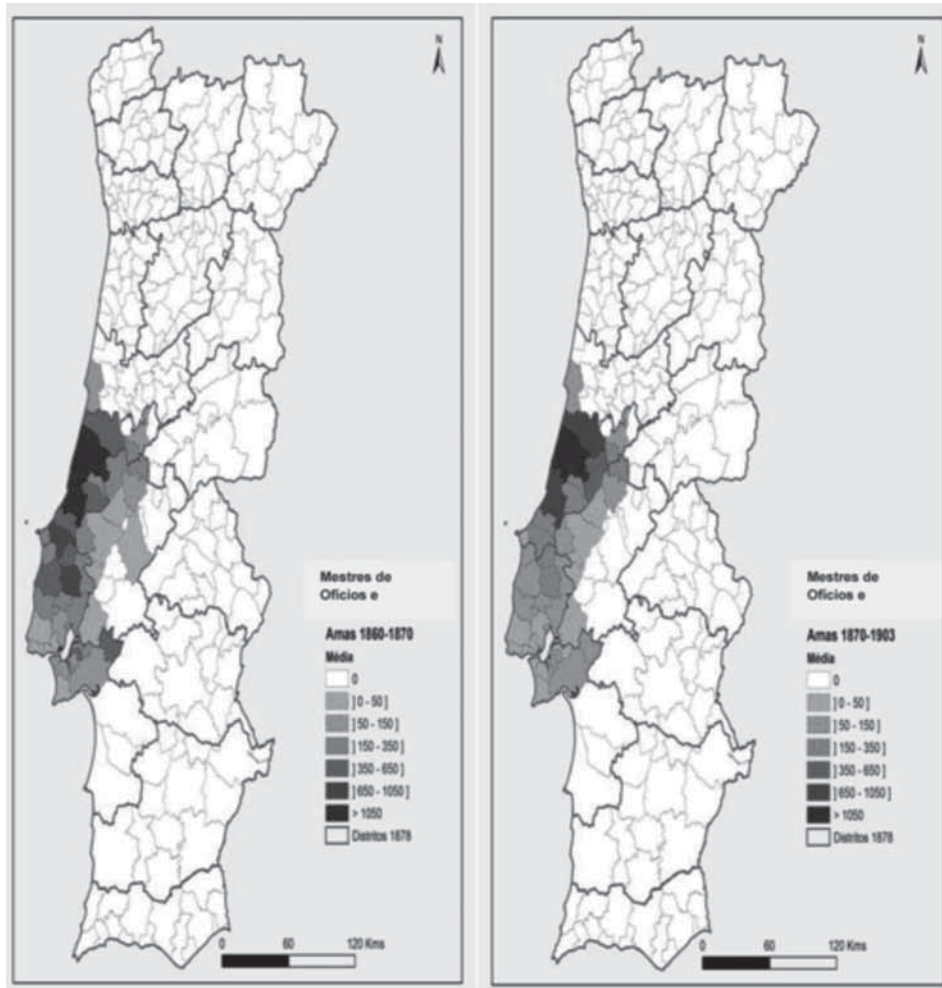 N
Mestres de
Ofícios e
Amas 1860-1870
Média
0
] 0 - 50 ]
] 50 - 150 ]
] 150 - 350 ]
] 350 - 650 ]
] 650 - 1050 ]
> 1050
Distritos 1878
0 60 120 Kms
N
Mestres de
Ofícios e
Amas 1870-1903
Média
0
] 0 - 50 ]
] 50 - 150 ]
] 150 - 350 ]
] 350 - 650 ]
] 650 - 1050 ]
> 1050
Distritos 1878
0 60 120 Kms